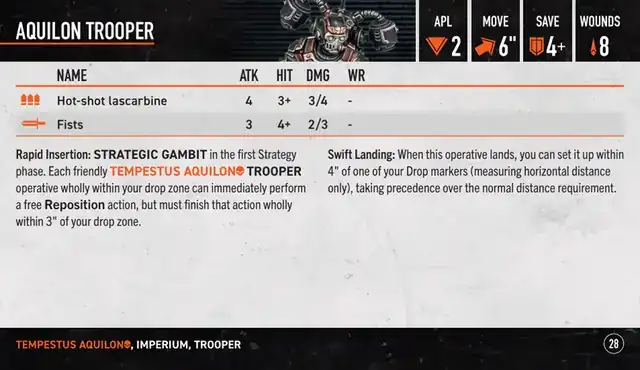 AQUILON TROOPER
APL MOVE SAVE WOUNDS
2 6" 4+ 8
NAME ATK HIT DMG WR
Hot-shot lascarbine 4 3+ 3/4 -
Fists 3 4+ 2/3 -
Rapid Insertion: STRATEGIC GAMBIT in the first Strategy
phase. Each friendly TEMPESTUS AQUILON TROOPER
operative wholly within your drop zone can immediately perform
a free Reposition action, but must finish that action wholly
within 3" of your drop zone.
Swift Landing: When this operative lands, you can set it up within
4" of one of your Drop markers (measuring horizontal distance
only), taking precedence over the normal distance requirement.
TEMPESTUS AQUILON, IMPERIUM, TROOPER
28